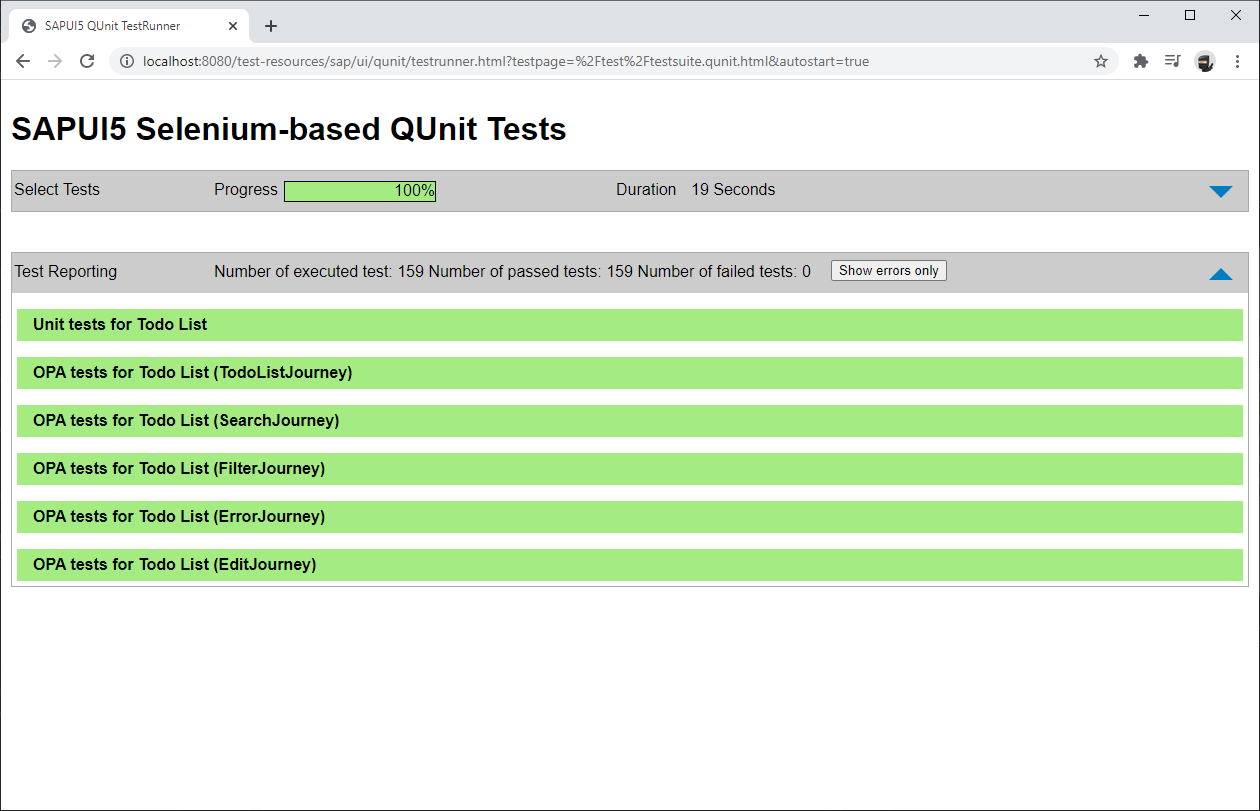 SAPUI5 QUnit TestRunner
localhost:8080/test-resources/sap/ui/qunit/testrunner.html?testpage=%2Ftest%2Ftestsuite.qunit.html&autostart=true
SAPUI5 Selenium-based QUnit Tests
Select Tests Progress 100% Duration 19 Seconds
Test Reporting Number of executed test: 159 Number of passed tests: 159 Number of failed tests: 0 Show errors only
Unit tests for Todo List
OPA tests for Todo List (TodoListJourney)
OPA tests for Todo List (SearchJourney)
OPA tests for Todo List (FilterJourney)
OPA tests for Todo List (ErrorJourney)
OPA tests for Todo List (EditJourney)